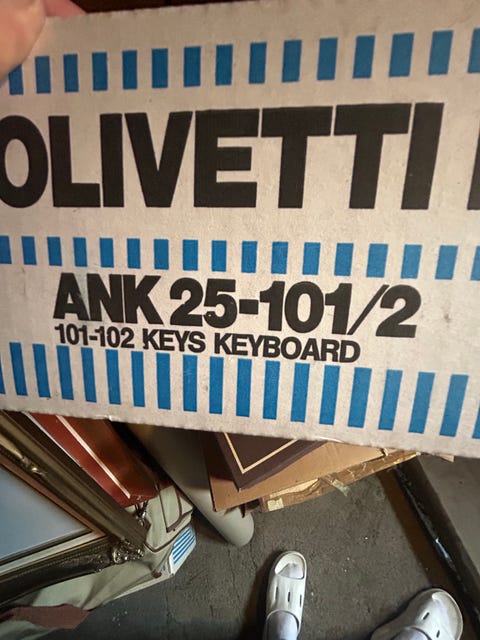 OLIVETTI
ANK 25-101/2
101-102 KEYS KEYBOARD